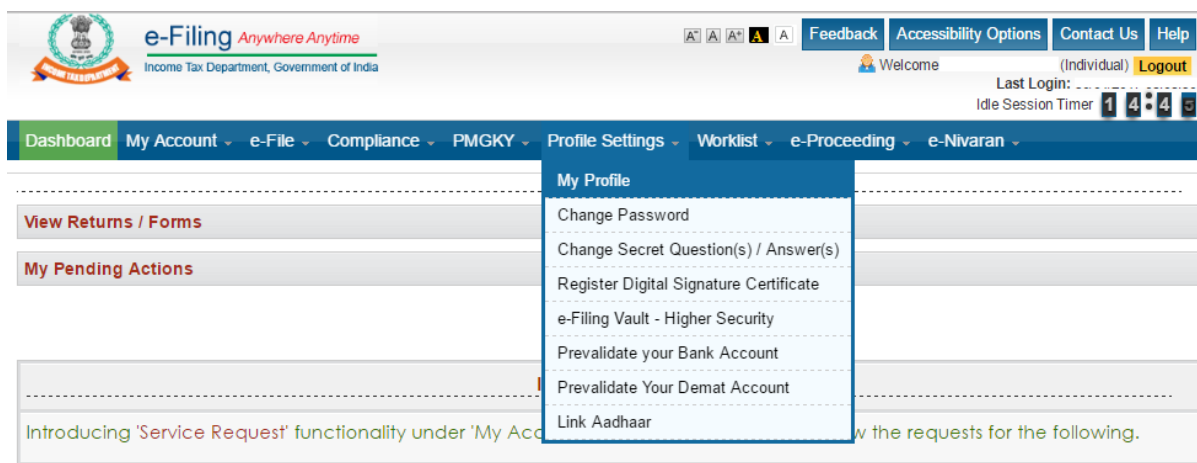 e-Filing Anywhere Anytime
Income Tax Department, Government of India
A- A A+ A A
Feedback Accessibility Options Contact Us Help
Welcome (Individual) Logout
Last Login:
Idle Session Timer 1 4 : 4
Dashboard My Account e-File Compliance PMGKY Profile Settings Worklist e-Proceeding e-Nivaran
My Profile
Change Password
Change Secret Question(s) / Answer(s)
Register Digital Signature Certificate
e-Filing Vault - Higher Security
Prevalidate your Bank Account
Prevalidate Your Demat Account
Link Aadhaar
View Returns / Forms
My Pending Actions
Introducing 'Service Request' functionality under 'My Acc
the requests for the following.